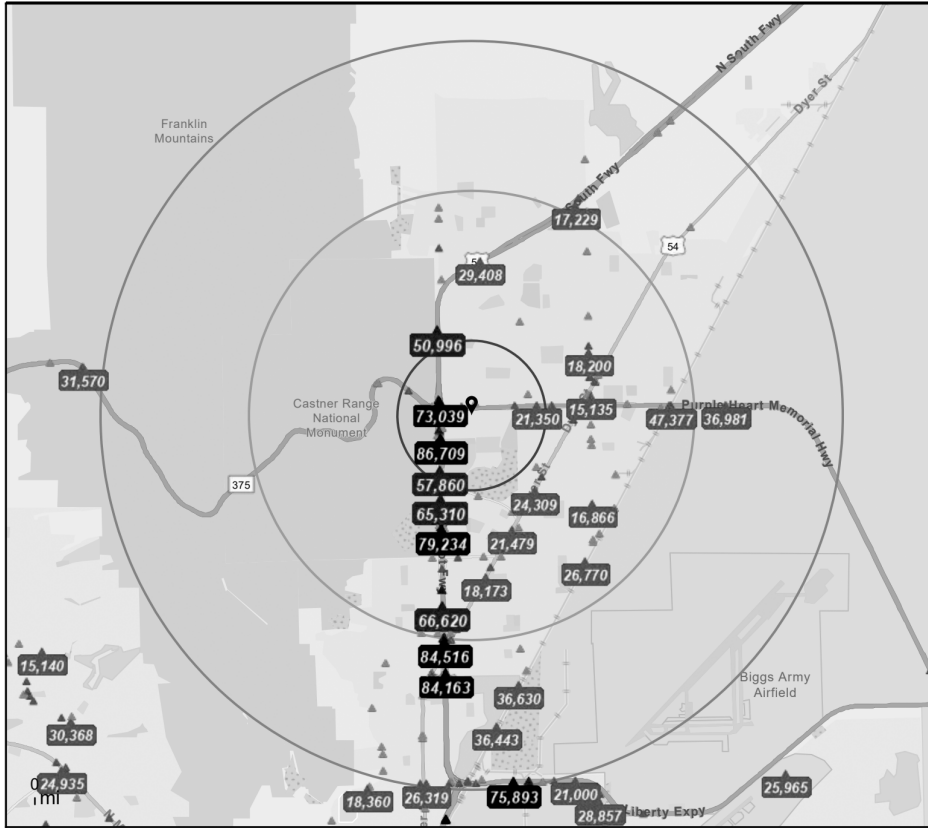 N South Fwy
Dyer St
Franklin
Mountains
South Fwy
17,229
54
29,408
50,996
18,200
31,570
Castner Range
National
Monument
73,039
21,350
15,135
47,377
Purple Heart Memorial Hwy
36,981
86,709
57,860
375
24,309
65,310
16,866
79,234
21,479
26,770
18,173
66,620
84,516
15,140
84,163
Biggs Army
Airfield
36,630
30,368
36,443
24,935
0
mi
18,360
26,319
75,893
21,000
25,965
28,857
Liberty Expy